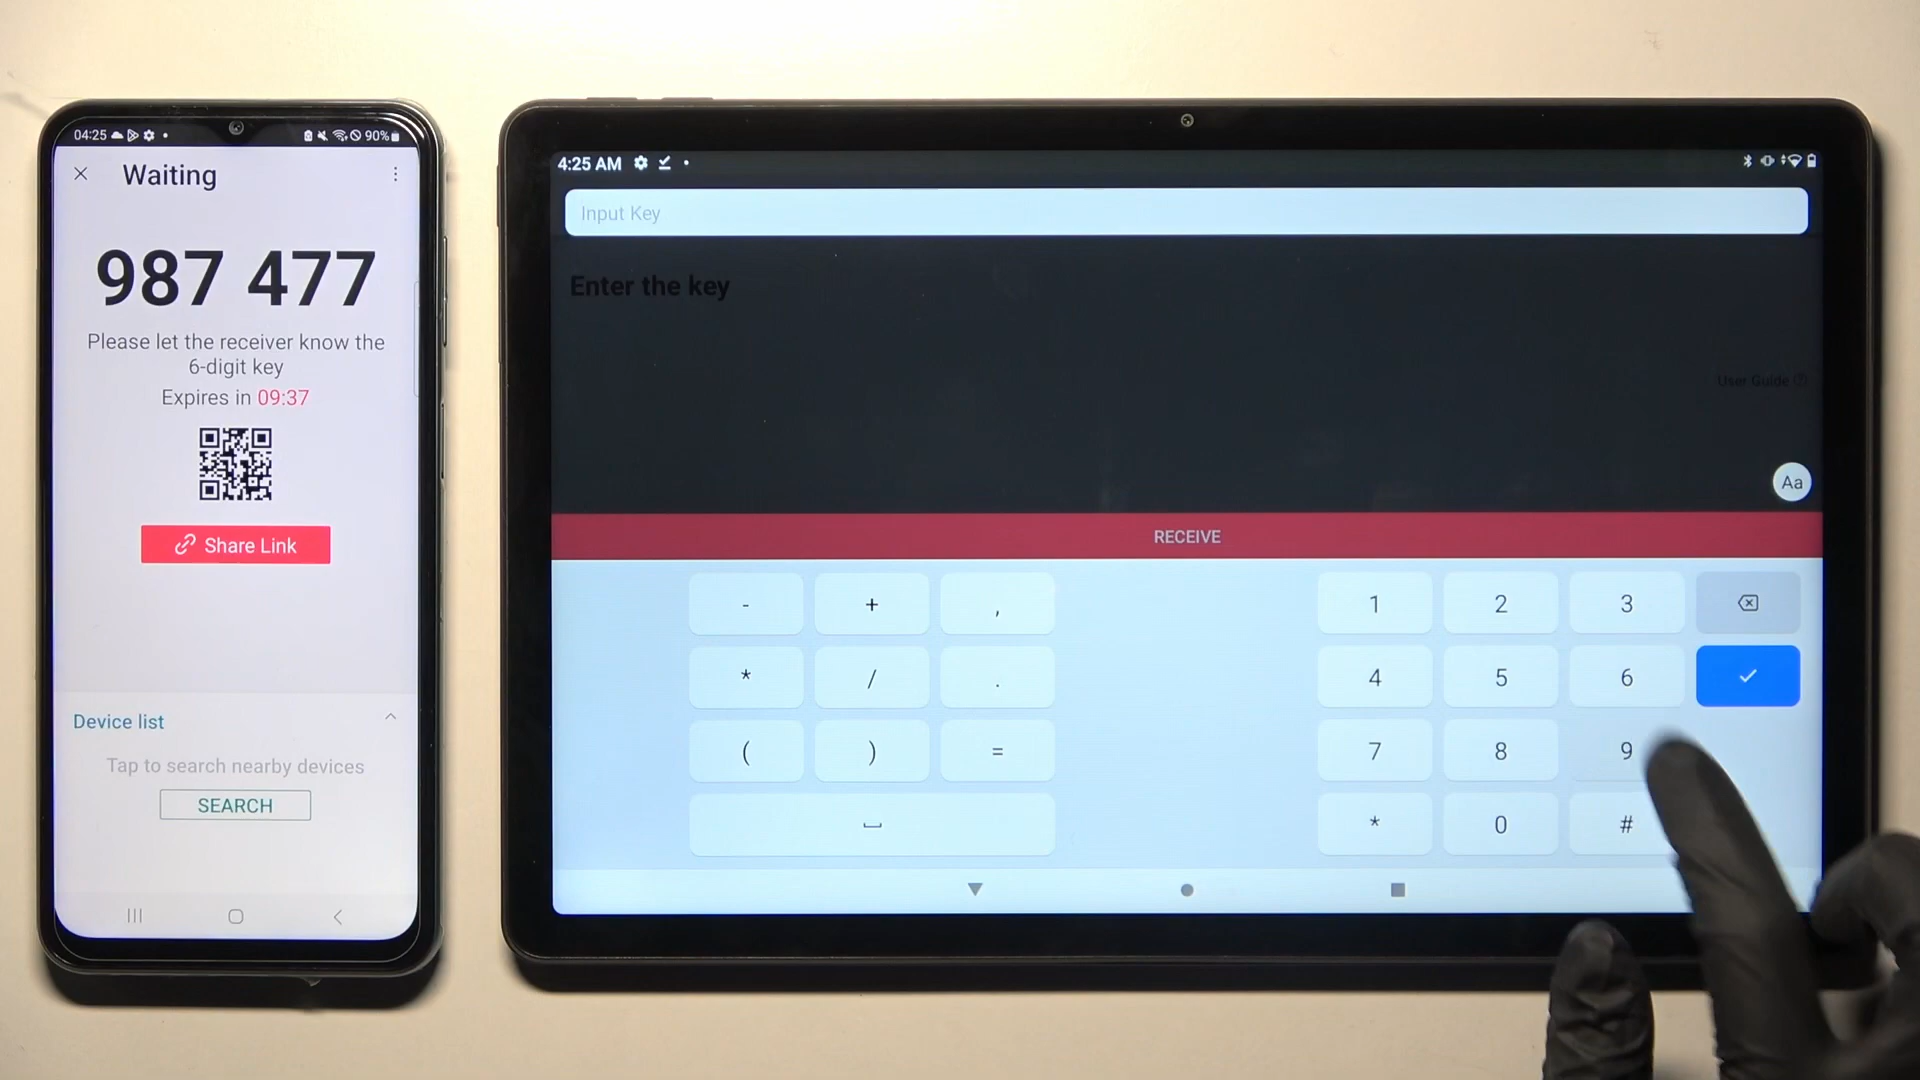 04:25 90%
Waiting
987 477
Please let the receiver know the
6-digit key
Expires in 09:37
Share Link
Device list
Tap to search nearby devices
SEARCH
4:25 AM
Input Key
Enter the key
User Guide
Aa
RECEIVE
- + , 1 2 3
* / . 4 5 6
( ) = 7 8 9
* 0 #